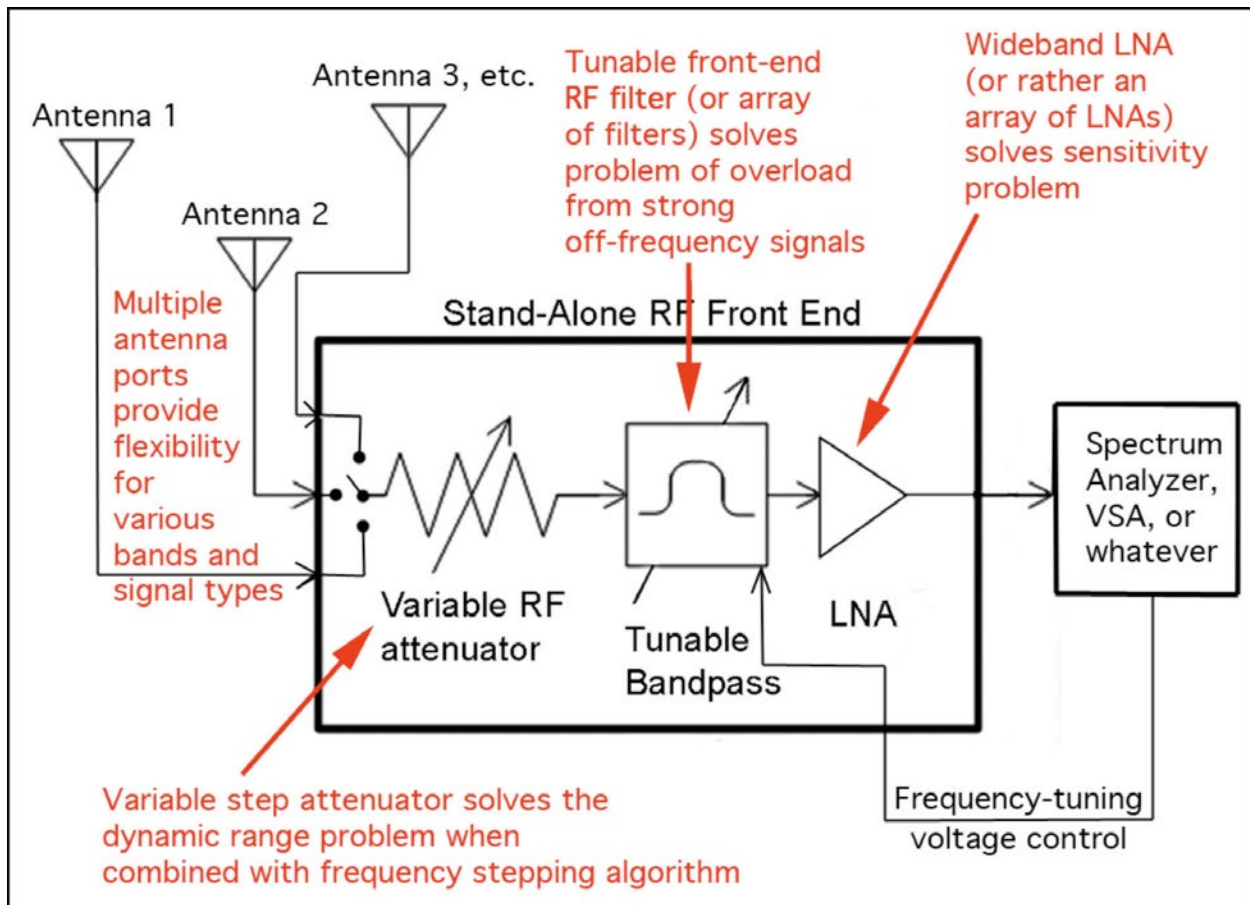 Antenna 1
Antenna 2
Antenna 3, etc.
Tunable front-end
RF filter (or array
of filters) solves
problem of overload
from strong
off-frequency signals
Wideband LNA
(or rather an
array of LNAs)
solves sensitivity
problem
Multiple
antenna
ports
provide
flexibility
for
various
bands and
signal types
Stand-Alone RF Front End
Variable RF
attenuator
Tunable
Bandpass
LNA
Spectrum
Analyzer,
VSA, or
whatever
Frequency-tuning
voltage control
Variable step attenuator solves the
dynamic range problem when
combined with frequency stepping algorithm